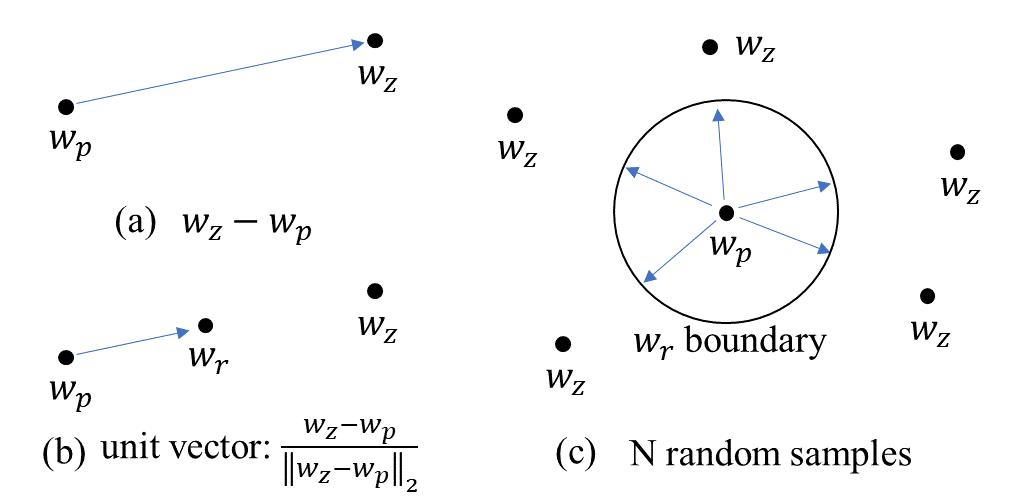 w_z
w_p
(a) w_z − w_p
w_z
w_r
w_p
(b) unit vector: \frac{w_z − w_p}{‖w_z − w_p‖_2}
w_z
w_z
w_z
w_p
w_z
w_r boundary
w_z
(c) N random samples